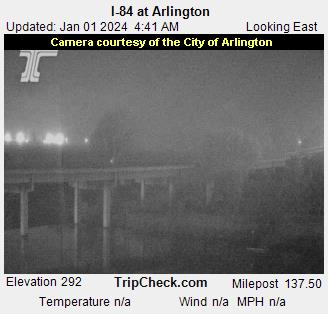 I-84 at Arlington
Updated: Jan 01 2024 4:41 AM Looking East
Camera courtesy of the City of Arlington
Elevation 292 TripCheck.com Milepost 137.50
Temperature n/a Wind n/a MPH n/a